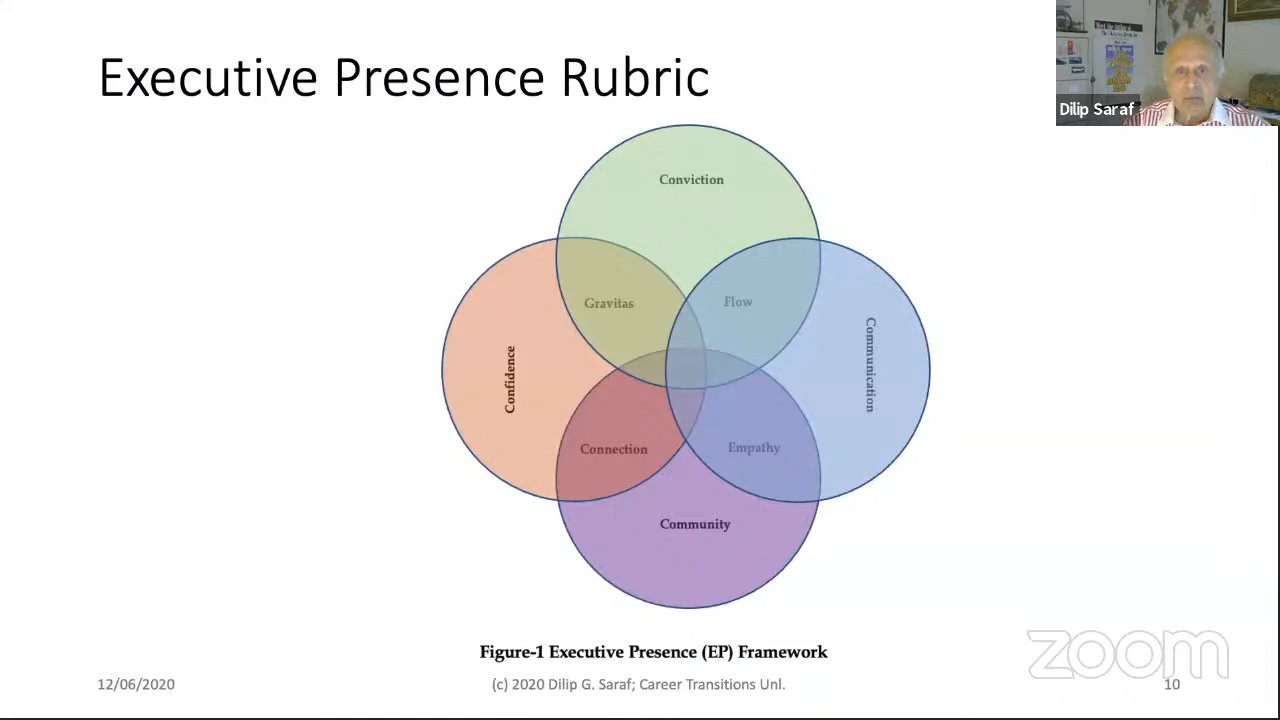 Executive Presence Rubric
Dilip Saraf
Conviction
Gravitas
Flow
Confidence
Communication
Connection
Empathy
Community
Figure-1 Executive Presence (EP) Framework
zoom
12/06/2020
(c) 2020 Dilip G. Saraf; Career Transitions Unl.
10